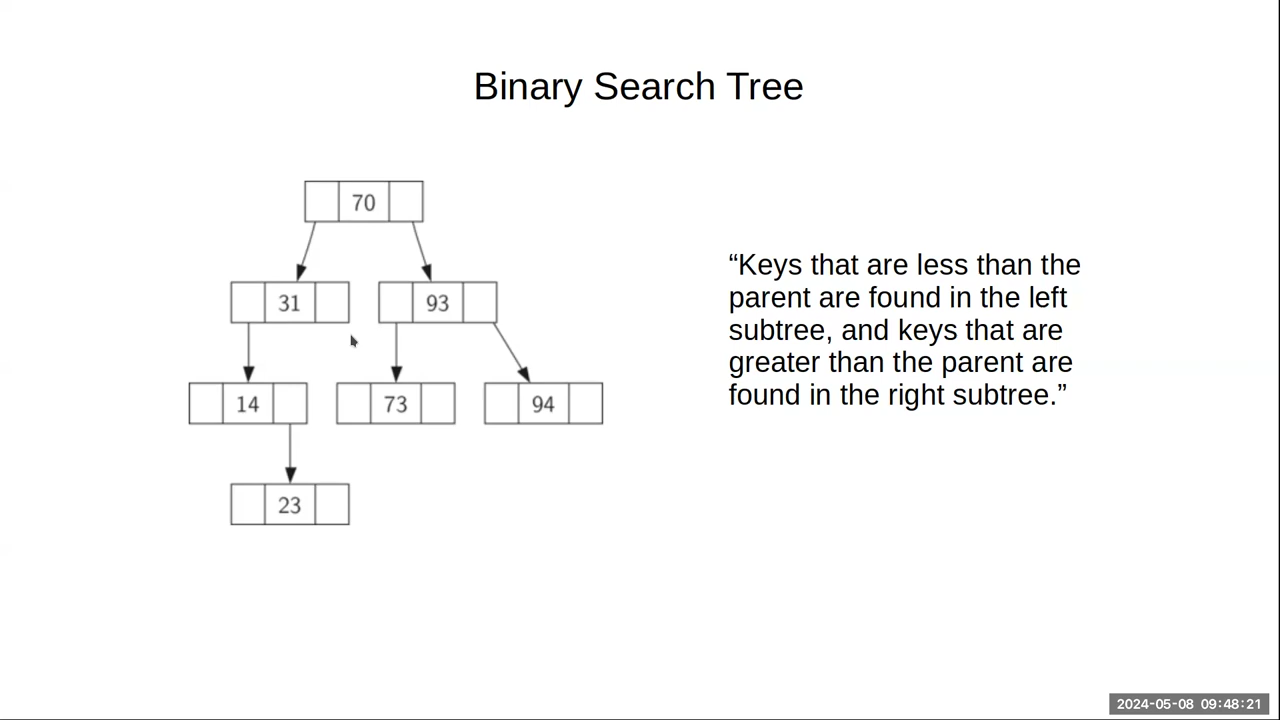 Binary Search Tree
70
31
93
14
73
94
23
“Keys that are less than the
parent are found in the left
subtree, and keys that are
greater than the parent are
found in the right subtree.”
2024-05-08 09:48:21